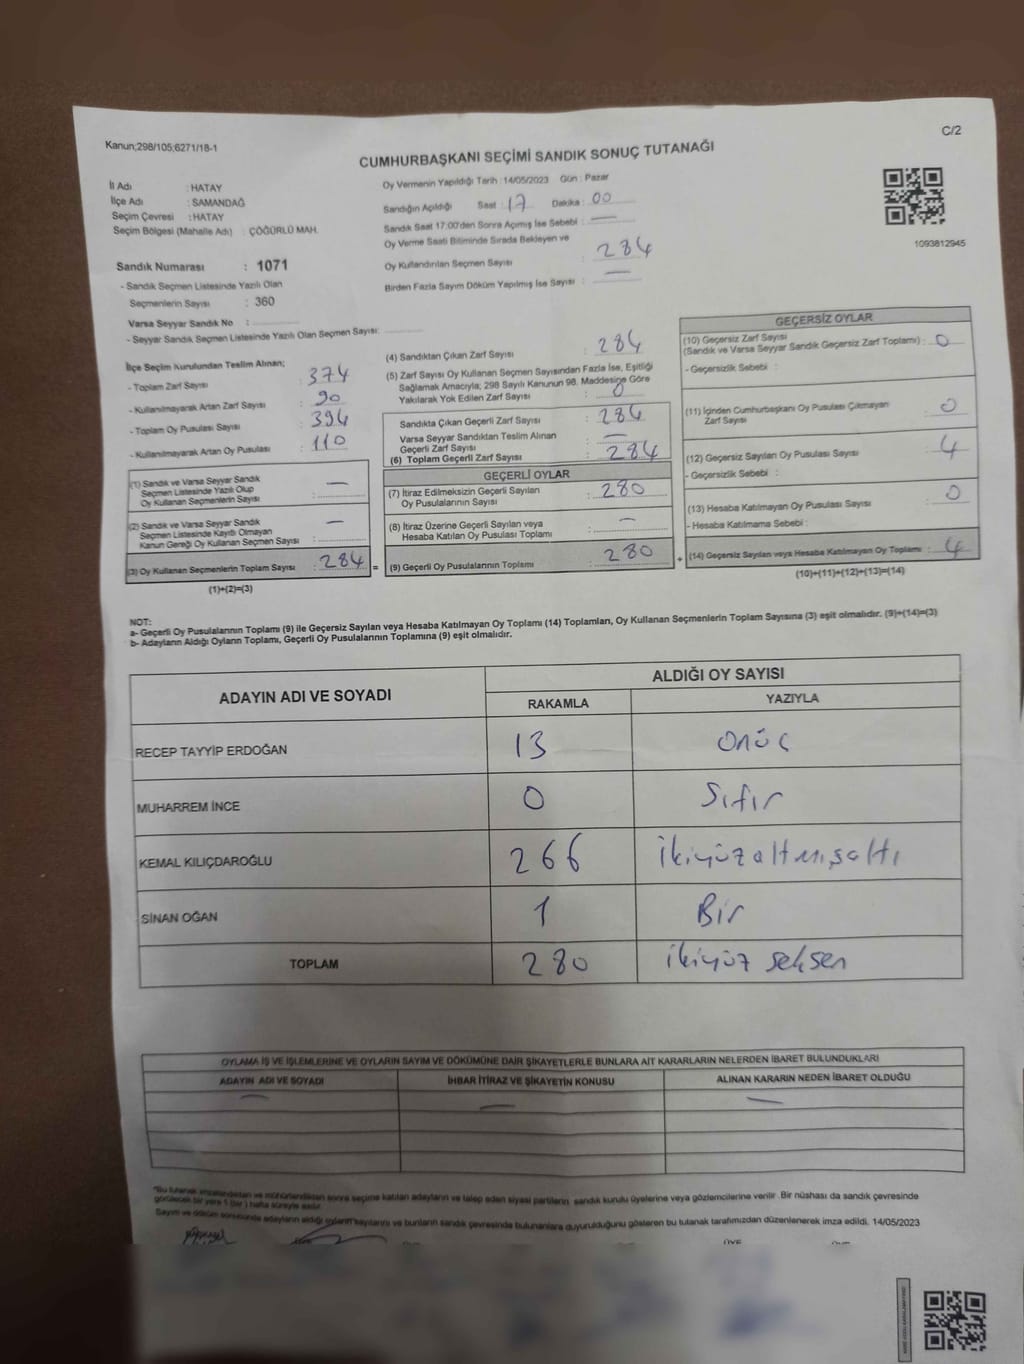 Kanun;298/105;6271/18-1
C/2
CUMHURBAŞKANI SEÇİMİ SANDIK SONUÇ TUTANAĞI
İl Adı : HATAY
İlçe Adı : SAMANDAĞ
Seçim Çevresi : HATAY
Seçim Bölgesi (Mahalle Adı) : ÇÖĞÜRLÜ MAH.
Sandık Numarası : 1071
- Sandık Seçmen Listesinde Yazılı Olan
Seçmenlerin Sayısı : 360
Varsa Seyyar Sandık No :
- Seyyar Sandık Seçmen Listesinde Yazılı Olan Seçmen Sayısı:
Oy Vermenin Yapıldığı Tarih : 14/05/2023 Gün : Pazar
Sandığın Açıldığı Saat : 17 Dakika : 00
Sandık Saat 17:00'den Sonra Açımış İse Sebebi : —
Oy Verme Saati Bitiminde Sırada Bekleyen ve
Oy Kullandırılan Seçmen Sayısı : 284
Birden Fazla Sayım Döküm Yapılmış İse Sayısı : —
1093812945
İlçe Seçim Kurulundan Teslim Alınan;
- Toplam Zarf Sayısı : 374
- Kullanılmayarak Artan Zarf Sayısı : 90
- Toplam Oy Pusulası Sayısı : 394
- Kullanılmayarak Artan Oy Pusulası : 110
(1) Sandık ve Varsa Seyyar Sandık
Seçmen Listesinde Yazılı Olup
Oy Kullanan Seçmenlerin Sayısı : —
(2) Sandık ve Varsa Seyyar Sandık
Seçmen Listesinde Kayıtlı Olmayan
Kanun Gereği Oy Kullanan Seçmen Sayısı : —
(3) Oy Kullanan Seçmenlerin Toplam Sayısı : 284 =
(1)+(2)=(3)
(4) Sandıktan Çıkan Zarf Sayısı : 284
(5) Zarf Sayısı Oy Kullanan Seçmen Sayısından Fazla İse, Eşitliği
Sağlamak Amacıyla; 298 Sayılı Kanunun 98. Maddesine Göre
Yakılarak Yok Edilen Zarf Sayısı : 0
Sandıkta Çıkan Geçerli Zarf Sayısı : 284
Varsa Seyyar Sandıktan Teslim Alınan
Geçerli Zarf Sayısı : —
(6) Toplam Geçerli Zarf Sayısı : 284
GEÇERLİ OYLAR
(7) İtiraz Edilmeksizin Geçerli Sayılan
Oy Pusulalarının Sayısı : 280
(8) İtiraz Üzerine Geçerli Sayılan veya
Hesaba Katılan Oy Pusulası Toplamı : —
(9) Geçerli Oy Pusulalarının Toplamı : 280 +
GEÇERSİZ OYLAR
(10) Geçersiz Zarf Sayısı
(Sandık ve Varsa Seyyar Sandık Geçersiz Zarf Toplamı) : 0
- Geçersizlik Sebebi :
(11) İçinden Cumhurbaşkanı Oy Pusulası Çıkmayan
Zarf Sayısı : 0
(12) Geçersiz Sayılan Oy Pusulası Sayısı : 4
- Geçersizlik Sebebi :
(13) Hesaba Katılmayan Oy Pusulası Sayısı : 0
- Hesaba Katılmama Sebebi :
(14) Geçersiz Sayılan veya Hesaba Katılmayan Oy Toplamı : 4
(10)+(11)+(12)+(13)=(14)
NOT:
a- Geçerli Oy Pusulalarının Toplamı (9) ile Geçersiz Sayılan veya Hesaba Katılmayan Oy Toplamı (14) Toplamları, Oy Kullanan Seçmenlerin Toplam Sayısına (3) eşit olmalıdır. (9)+(14)=(3)
b- Adayların Aldığı Oyların Toplamı, Geçerli Oy Pusulalarının Toplamına (9) eşit olmalıdır.
ADAYIN ADI VE SOYADI ALDIĞI OY SAYISI
RAKAMLA YAZIYLA
RECEP TAYYİP ERDOĞAN 13 onüç
MUHARREM İNCE 0 Sıfır
KEMAL KILIÇDAROĞLU 266 ikiyüzaltmışaltı
SİNAN OĞAN 1 Bir
TOPLAM 280 ikiyüz seksen
OYLAMA İŞ VE İŞLEMLERİNE VE OYLARIN SAYIM VE DÖKÜMÜNE DAİR ŞİKAYETLERLE BUNLARA AİT KARARLARIN NELERDEN İBARET BULUNDUKLARI
ADAYIN ADI VE SOYADI İHBAR İTİRAZ VE ŞİKAYETİN KONUSU ALINAN KARARIN NEDEN İBARET OLDUĞU
— — —
*Bu tutanak imzalandıktan ve mühürlendikten sonra seçime katılan adayların ve talep eden siyasi partilerin sandık kurulu üyelerine veya gözlemcilerine verilir. Bir nüshası da sandık çevresinde
görülecek bir yere 1 (bir) hafta süreyle asılır.
Sayım ve döküm sonucunda adayların aldığı oyların sayılarını ve bunların sandık çevresinde bulunanlara duyurulduğunu gösteren bu tutanak tarafımızdan düzenlenerek imza edildi. 14/05/2023
ÜYE